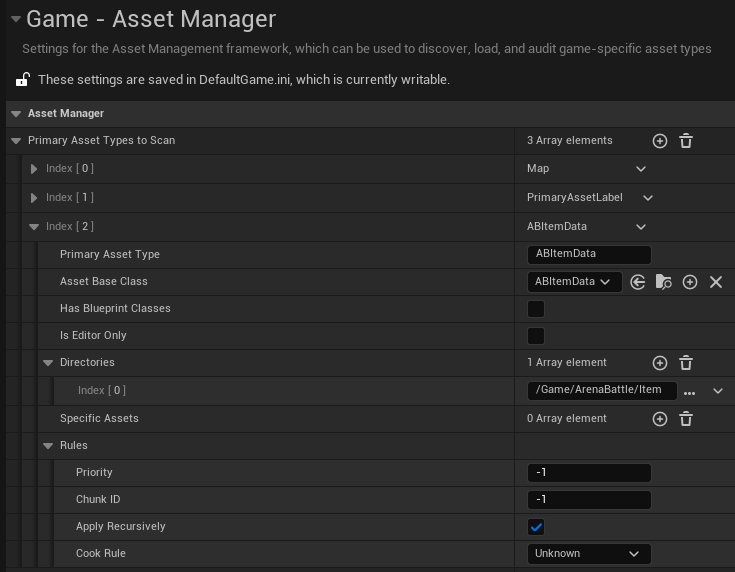 Game - Asset Manager
Settings for the Asset Management framework, which can be used to discover, load, and audit game-specific asset types
These settings are saved in DefaultGame.ini, which is currently writable.
Asset Manager
Primary Asset Types to Scan 3 Array elements
Index [ 0 ] Map
Index [ 1 ] PrimaryAssetLabel
Index [ 2 ] ABItemData
Primary Asset Type ABItemData
Asset Base Class ABItemData
Has Blueprint Classes
Is Editor Only
Directories 1 Array element
Index [ 0 ] /Game/ArenaBattle/Item
Specific Assets 0 Array element
Rules
Priority -1
Chunk ID -1
Apply Recursively
Cook Rule Unknown